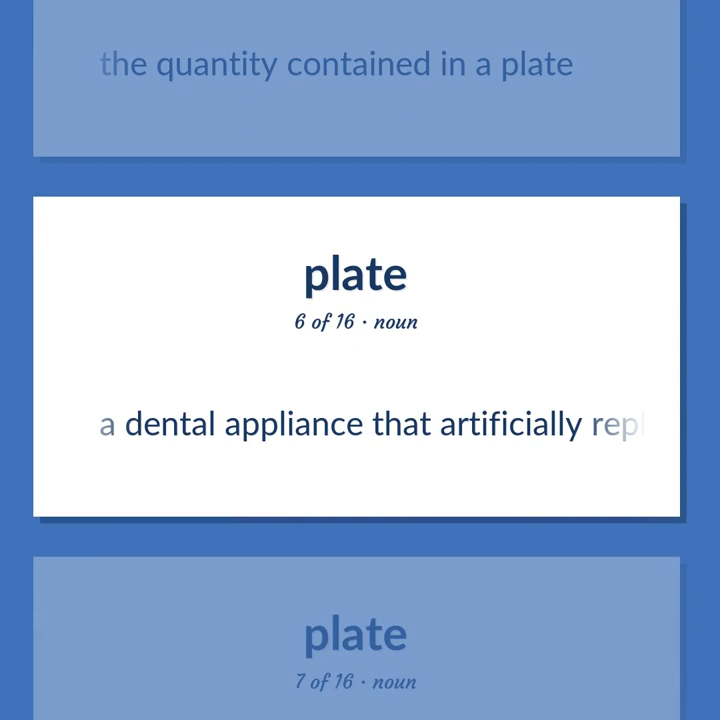 the quantity contained in a plate
plate
6 of 16 · noun
a dental appliance that artificially
plate
7 of 16 · noun